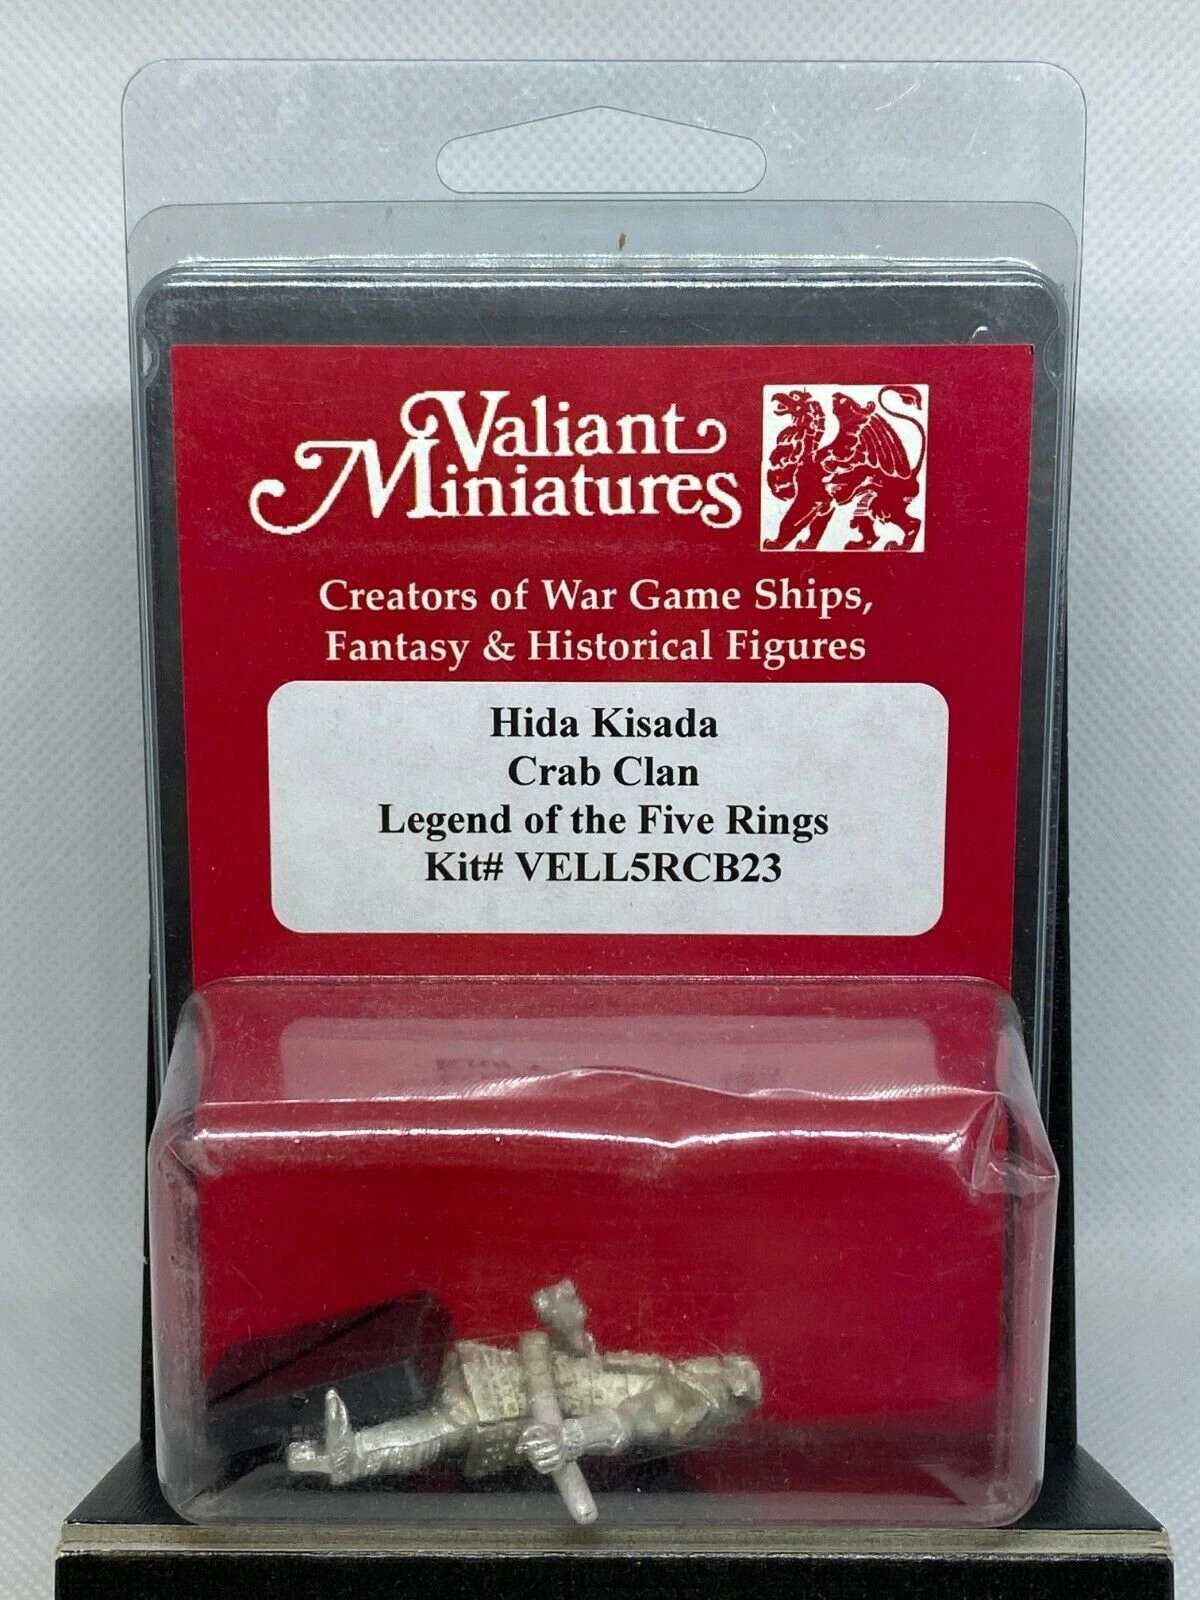 Valiant
Miniatures
Creators of War Game Ships,
Fantasy & Historical Figures
Hida Kisada
Crab Clan
Legend of the Five Rings
Kit# VELL5RCB23